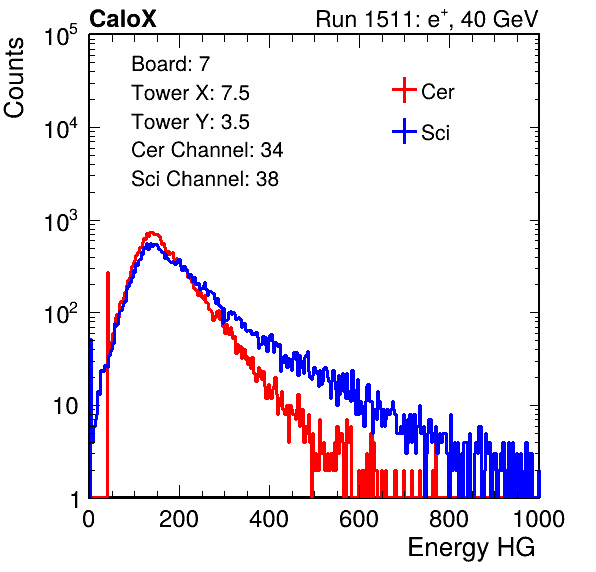 CaloX Run 1511: e⁺, 40 GeV
Counts
Board: 7
Tower X: 7.5
Tower Y: 3.5
Cer Channel: 34
Sci Channel: 38
Cer
Sci
10⁵
10⁴
10³
10²
10
1
0 200 400 600 800 1000
Energy HG